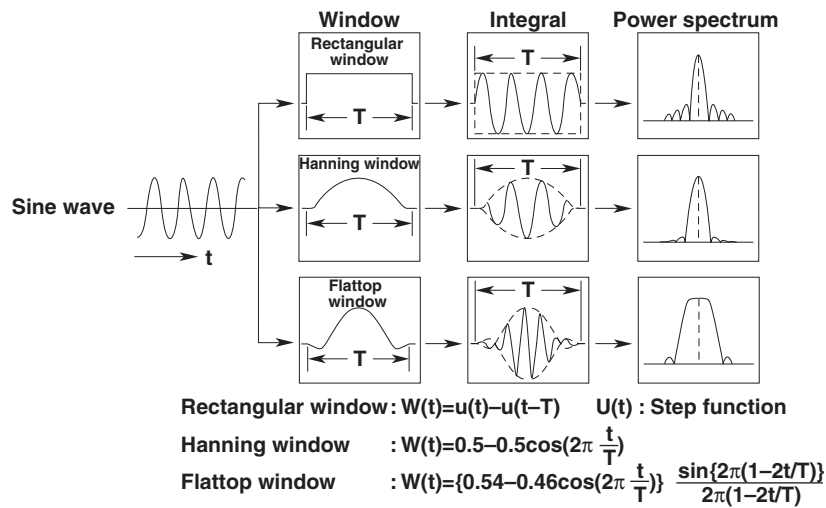 Window Integral Power spectrum
Rectangular window
T
T
Hanning window
T
T
Sine wave
t
Flattop window
T
T
Rectangular window : W(t)=u(t)–u(t–T) U(t) : Step function
Hanning window : W(t)=0.5–0.5cos(2π t/T)
Flattop window : W(t)={0.54–0.46cos(2π t/T)} sin{2π(1–2t/T)}/2π(1–2t/T)